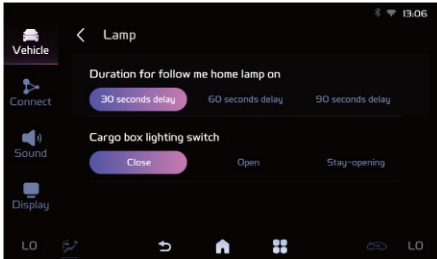 13:06
Vehicle
Lamp
Duration for follow me home lamp on
Connect
30 seconds delay 60 seconds delay 90 seconds delay
Cargo box lighting switch
Sound
Close Open Stay-opening
Display
LO LO